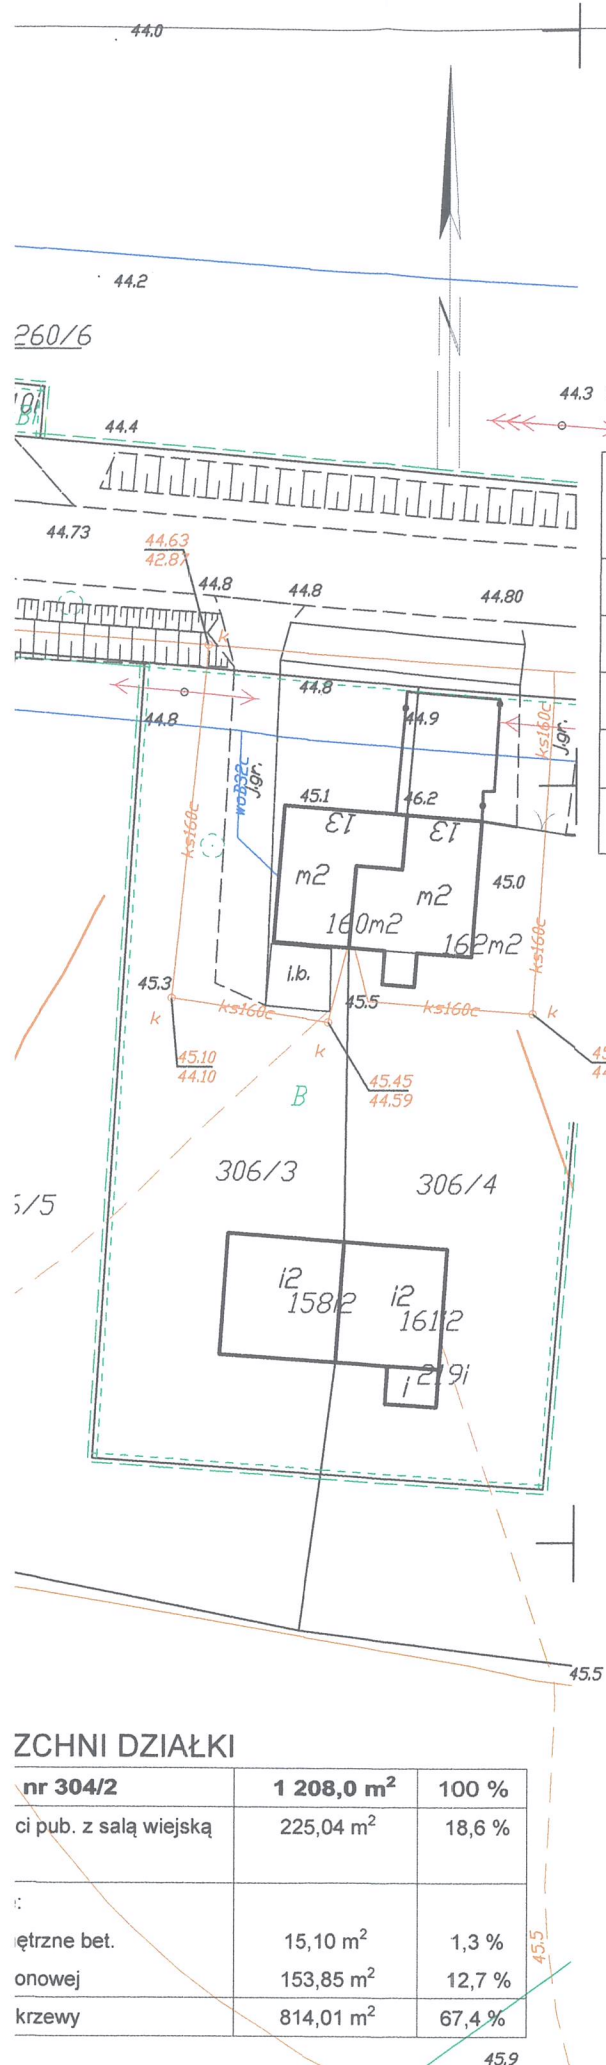 44.0
44.2
260/6
44.3
B
44.4
44.73
44.63
42.87
44.8
44.8
44.80
k
44.8
44.8
44.9
ks160c
j.gr.
woB32c
j.gr.
45.1
46.2
ks160c
13
13
m2
m2
45.0
160m2
162m2
ks160c
i.b.
45.3
45.5
ks160c
ks160c
k
k
k
45.10
44.10
45.45
44.59
B
306/3
306/4
i2
158i2
i2
161i2
219i
i
45.5
ZCHNI DZIAŁKI
nr 304/2 1 208,0 m² 100 %
ci pub. z salą wiejską 225,04 m² 18,6 %
ętrzne bet. 15,10 m² 1,3 %
onowej 153,85 m² 12,7 %
krzewy 814,01 m² 67,4 %
45.5
45.9